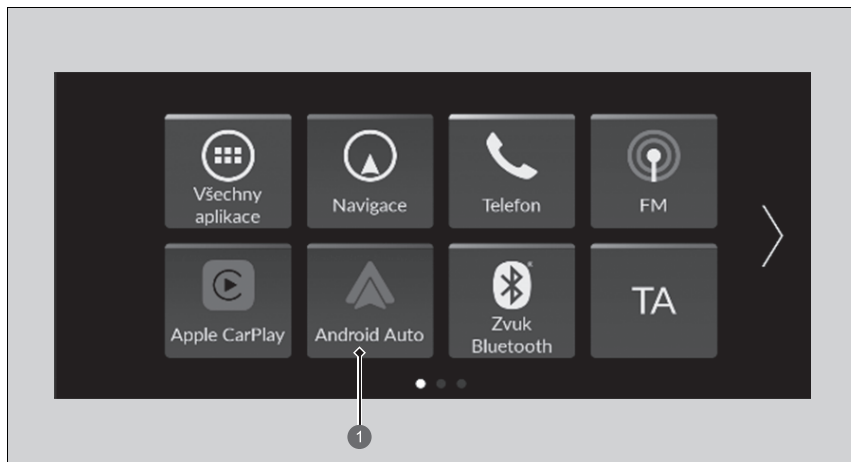 Všechny
aplikace
Navigace
Telefon
FM
Apple CarPlay
Android Auto
Zvuk
Bluetooth
TA
1